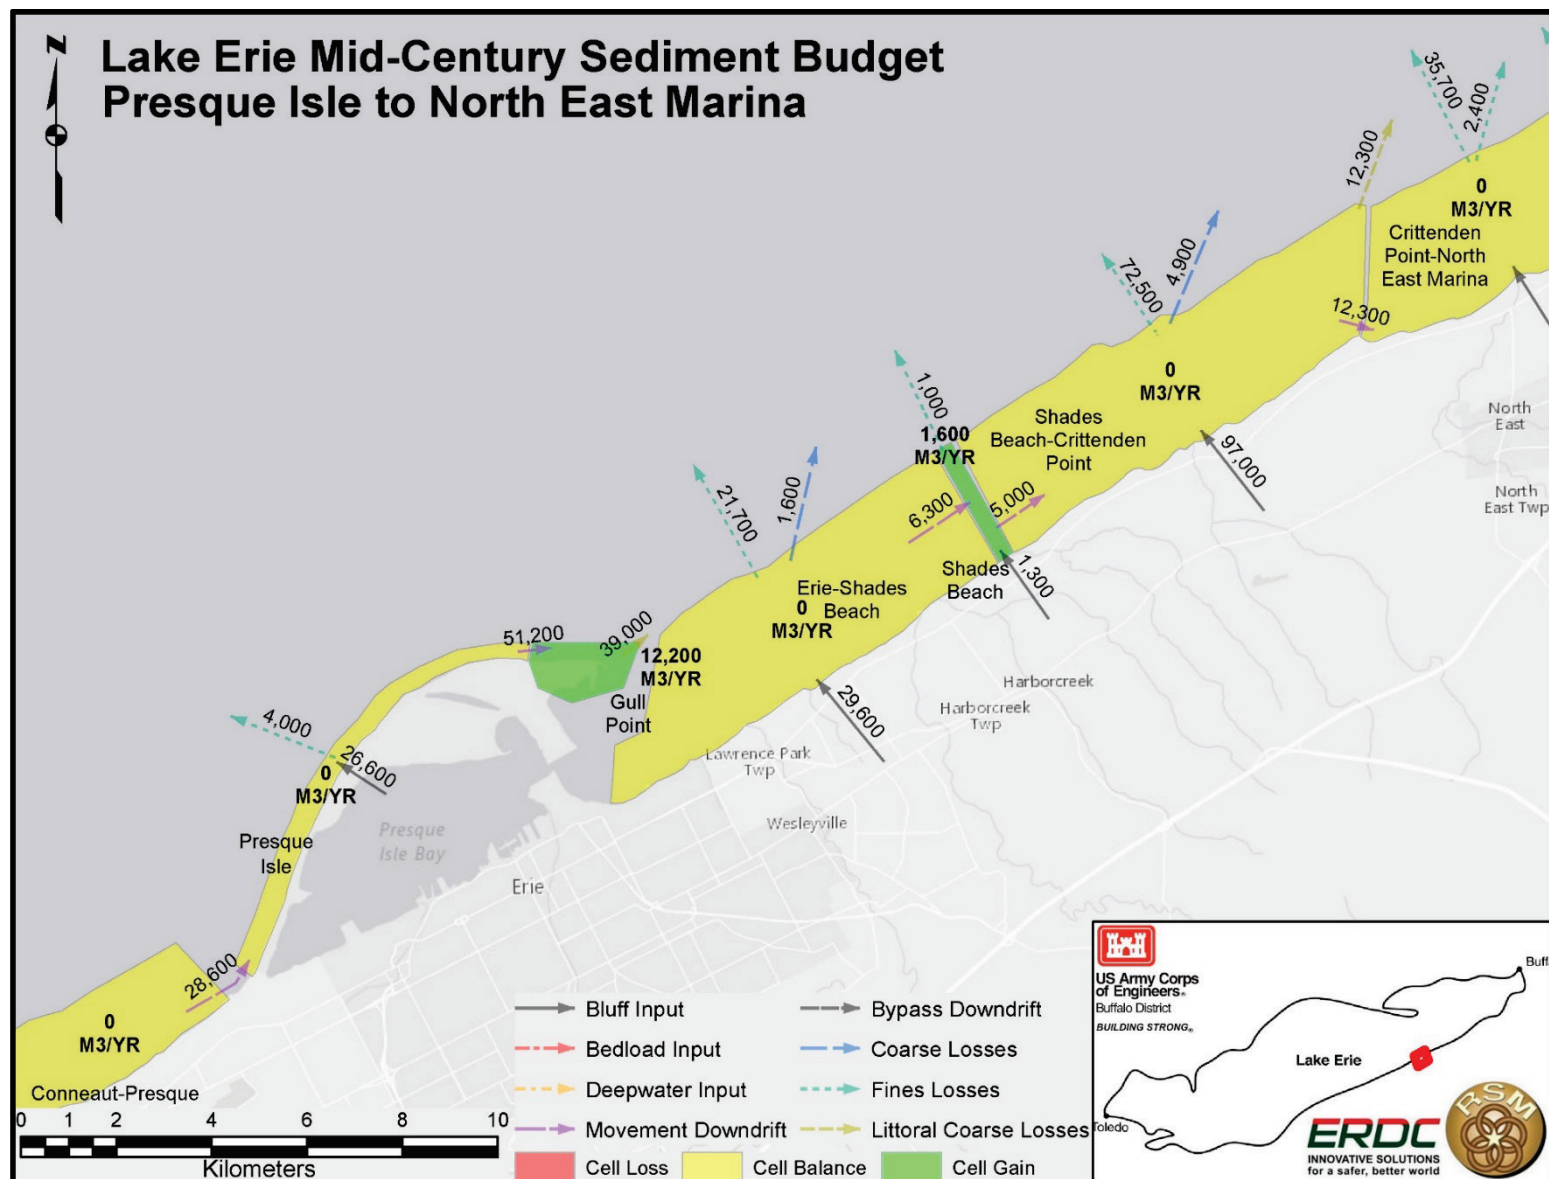 N
Lake Erie Mid-Century Sediment Budget
Presque Isle to North East Marina
35,700
2,400
12,300
0
M3/YR
Crittenden
Point-North
East Marina
12,300
72,500
4,900
0
M3/YR
Shades
Beach-Crittenden
Point
97,000
North
East
North
East Twp
1,000
1,600
M3/YR
6,300
5,000
Shades
Beach
1,300
21,700
1,600
Erie-Shades
Beach
0
M3/YR
29,600
Harborcreek
Harborcreek
Twp
51,200
39,000
12,200
M3/YR
Gull
Point
Lawrence Park
Twp
Wesleyville
4,000
26,600
0
M3/YR
Presque
Isle
Presque
Isle Bay
Erie
28,600
0
M3/YR
Conneaut-Presque
0 1 2 4 6 8 10
Kilometers
Bluff Input
Bedload Input
Deepwater Input
Movement Downdrift
Bypass Downdrift
Coarse Losses
Fines Losses
Littoral Coarse Losses
Cell Loss
Cell Balance
Cell Gain
US Army Corps
of Engineers®
Buffalo District
BUILDING STRONG®
Buff
Lake Erie
Toledo
ERDC
INNOVATIVE SOLUTIONS
for a safer, better world
RSM